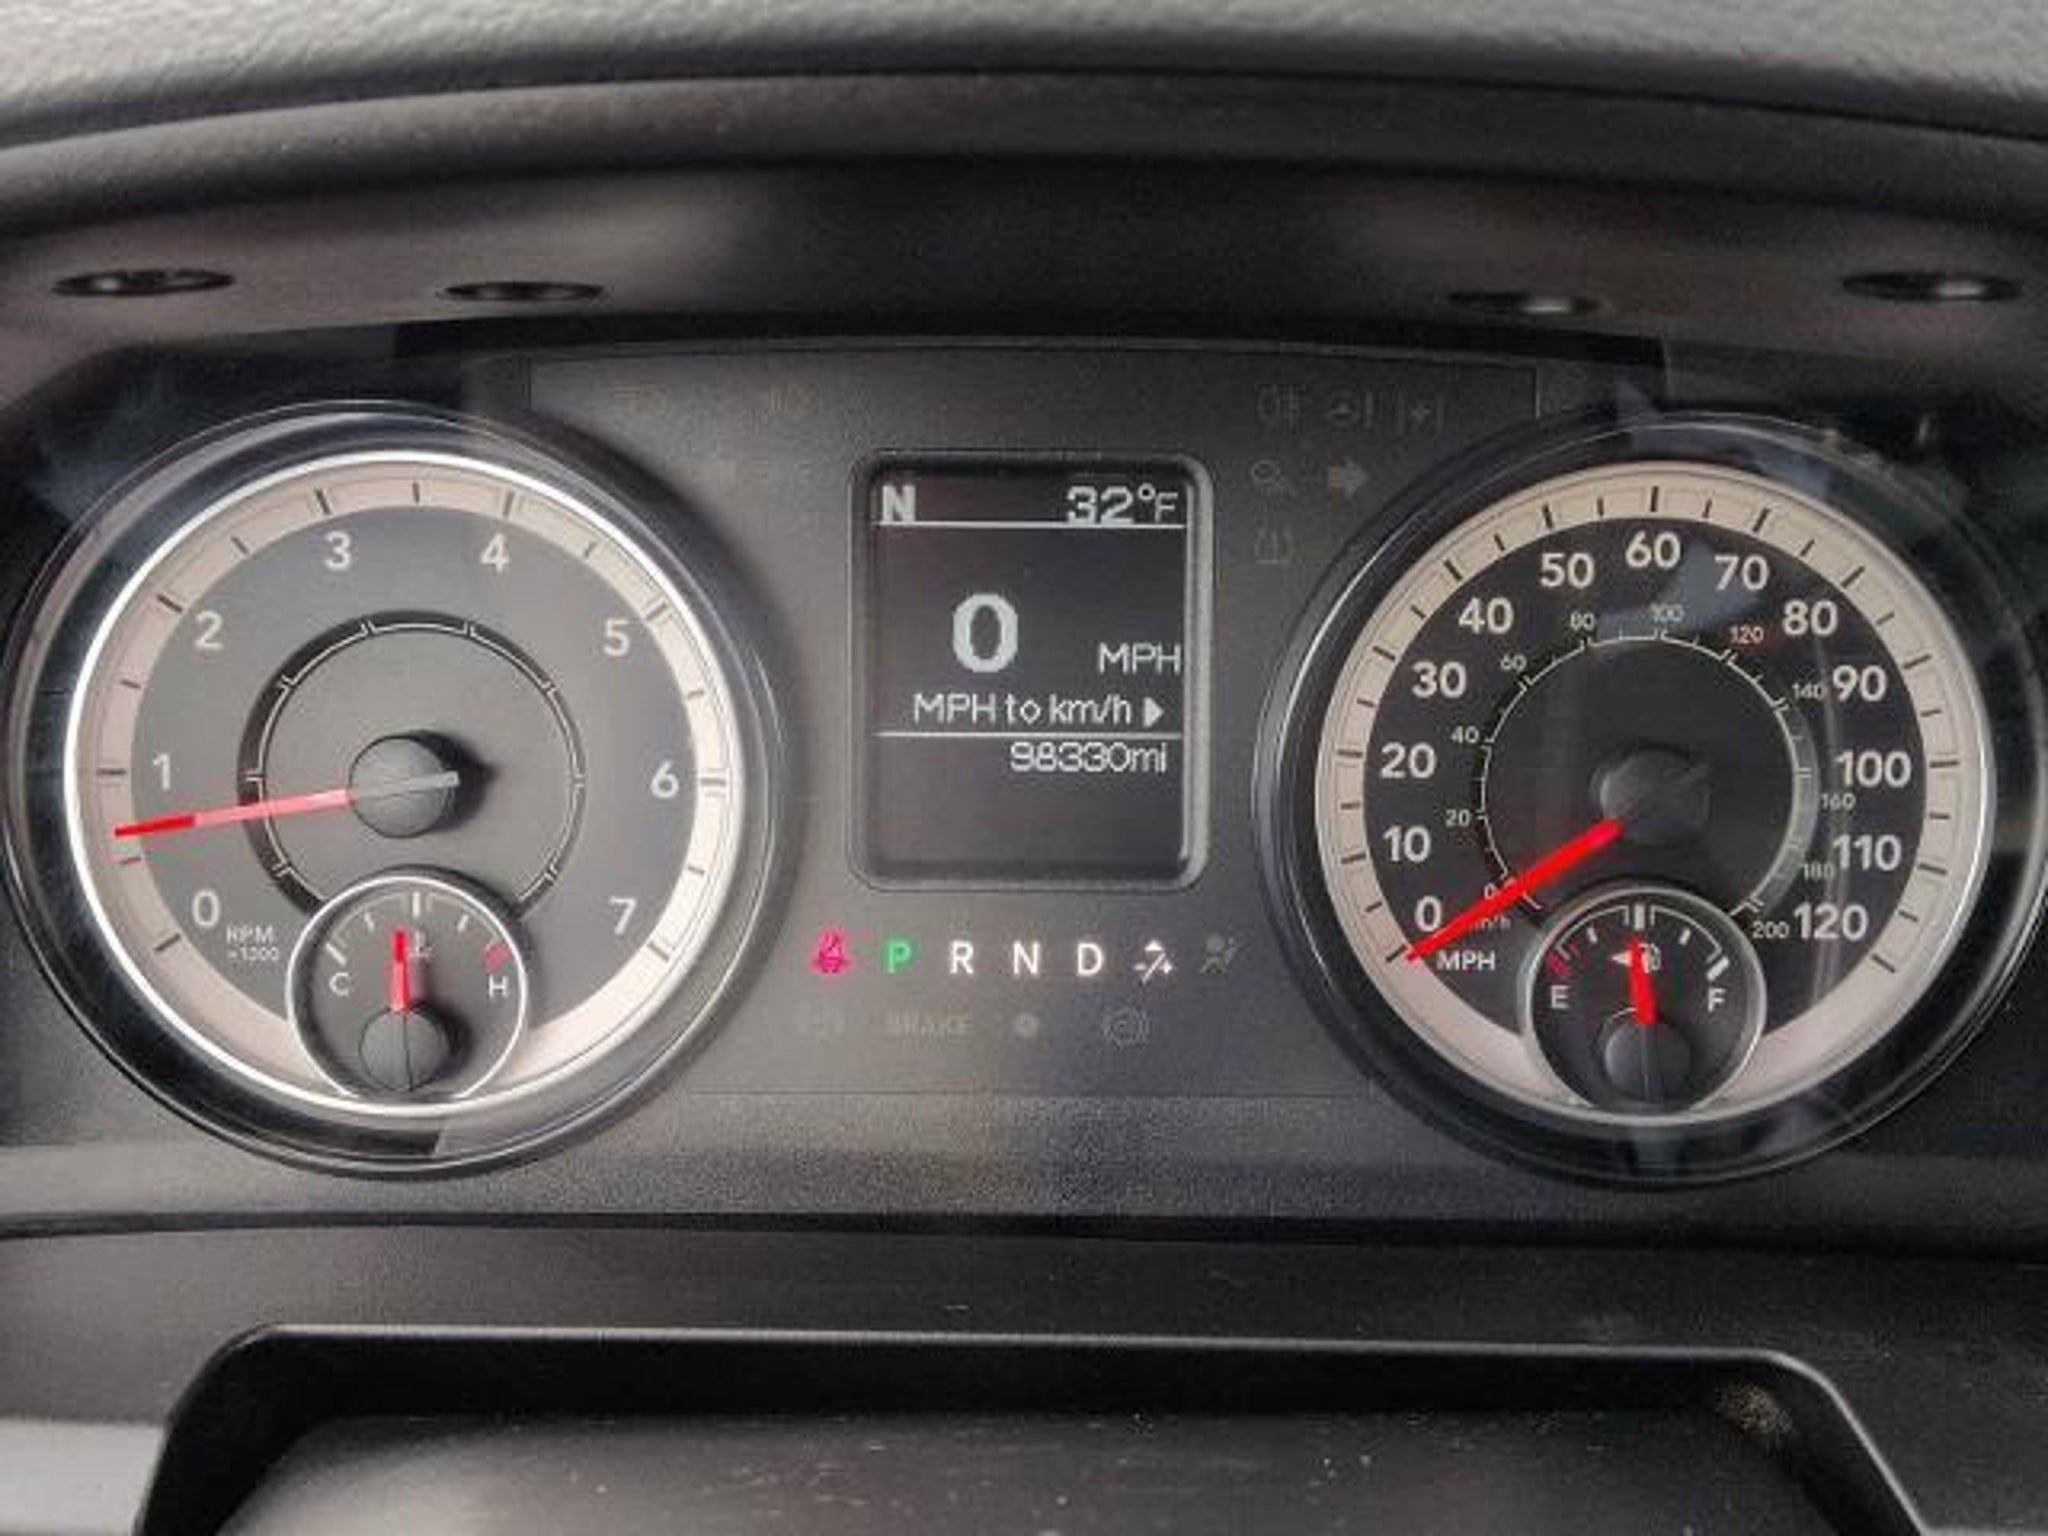 N 32°F
0 MPH
MPH to km/h
98330mi
0 1 2 3 4 5 6 7
RPM
C H
P R N D
BRAKE
0 10 20 30 40 50 60 70 80 90 100 110 120
MPH
20 40 60 80 100 120 140 160 180 200
E F